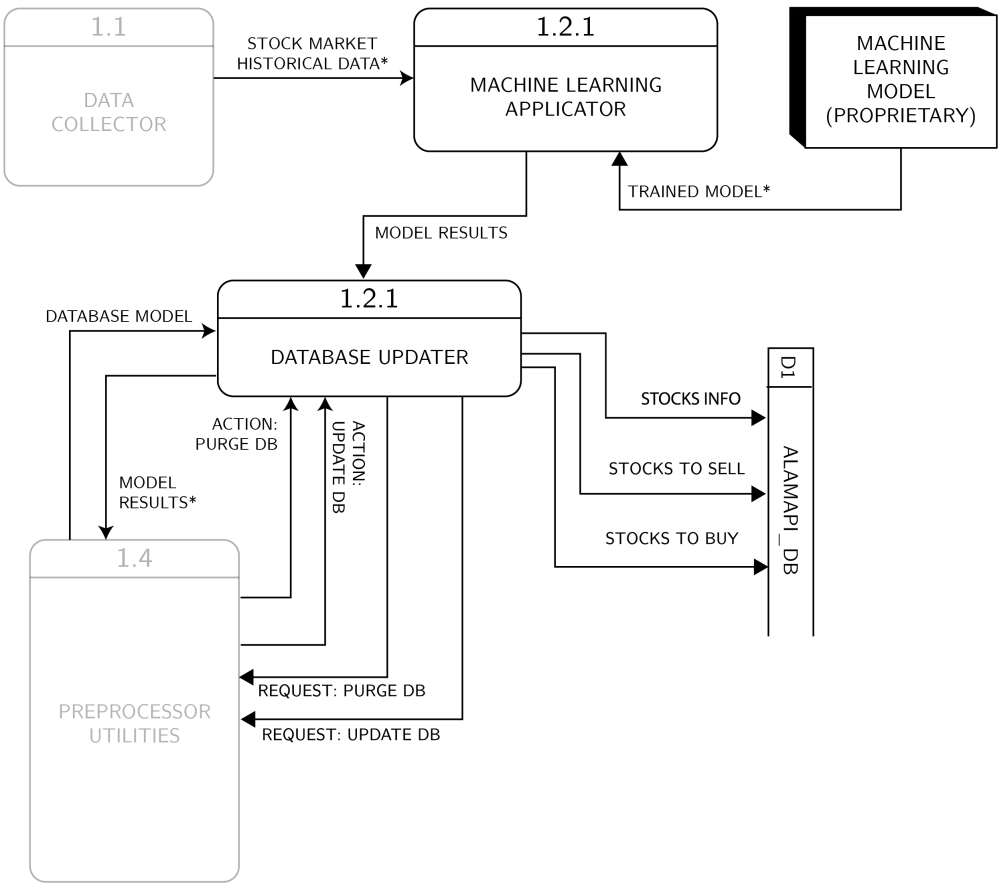 1.1
DATA
COLLECTOR
STOCK MARKET
HISTORICAL DATA*
1.2.1
MACHINE LEARNING
APPLICATOR
MACHINE
LEARNING
MODEL
(PROPRIETARY)
TRAINED MODEL*
MODEL RESULTS
1.2.1
DATABASE UPDATER
DATABASE MODEL
MODEL
RESULTS*
ACTION:
PURGE DB
ACTION:
UPDATE DB
STOCKS INFO
STOCKS TO SELL
STOCKS TO BUY
D1
ALAMAPI_DB
1.4
PREPROCESSOR
UTILITIES
REQUEST: PURGE DB
REQUEST: UPDATE DB